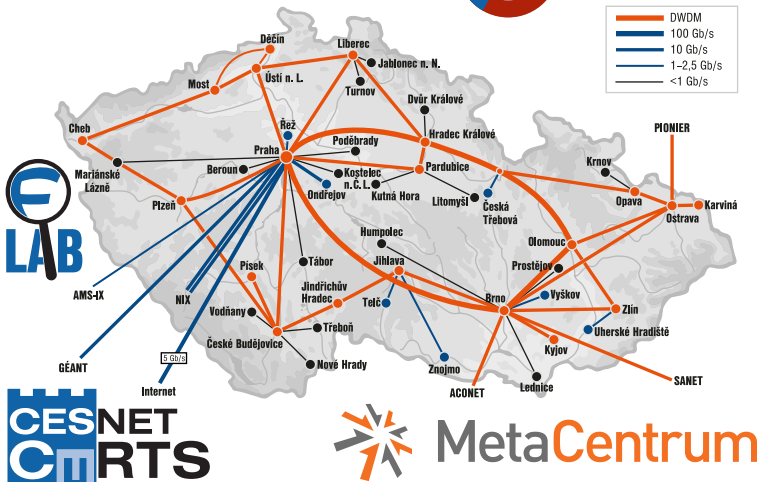 DWDM
100 Gb/s
10 Gb/s
1–2,5 Gb/s
<1 Gb/s
Děčín
Liberec
Jablonec n. N.
Ústí n. L.
Turnov
Most
Dvůr Králové
Cheb
Řež
Poděbrady
Hradec Králové
PIONIER
Praha
Mariánské
Lázně
Beroun
Kostelec
n. Č. L.
Pardubice
Krnov
Ondřejov
Kutná Hora
Litomyšl
Česká
Třebová
Opava
Ostrava
Karviná
Plzeň
F
LAB
Humpolec
Olomouc
Tábor
Jihlava
Prostějov
Písek
AMS-IX
NIX
Jindřichův
Hradec
Telč
Brno
Vyškov
Zlín
Vodňany
Třeboň
Uherské Hradiště
České Budějovice
Kyjov
GÉANT
5 Gb/s
Nové Hrady
Znojmo
Lednice
SANET
Internet
ACONET
CESNET
CERTS
MetaCentrum